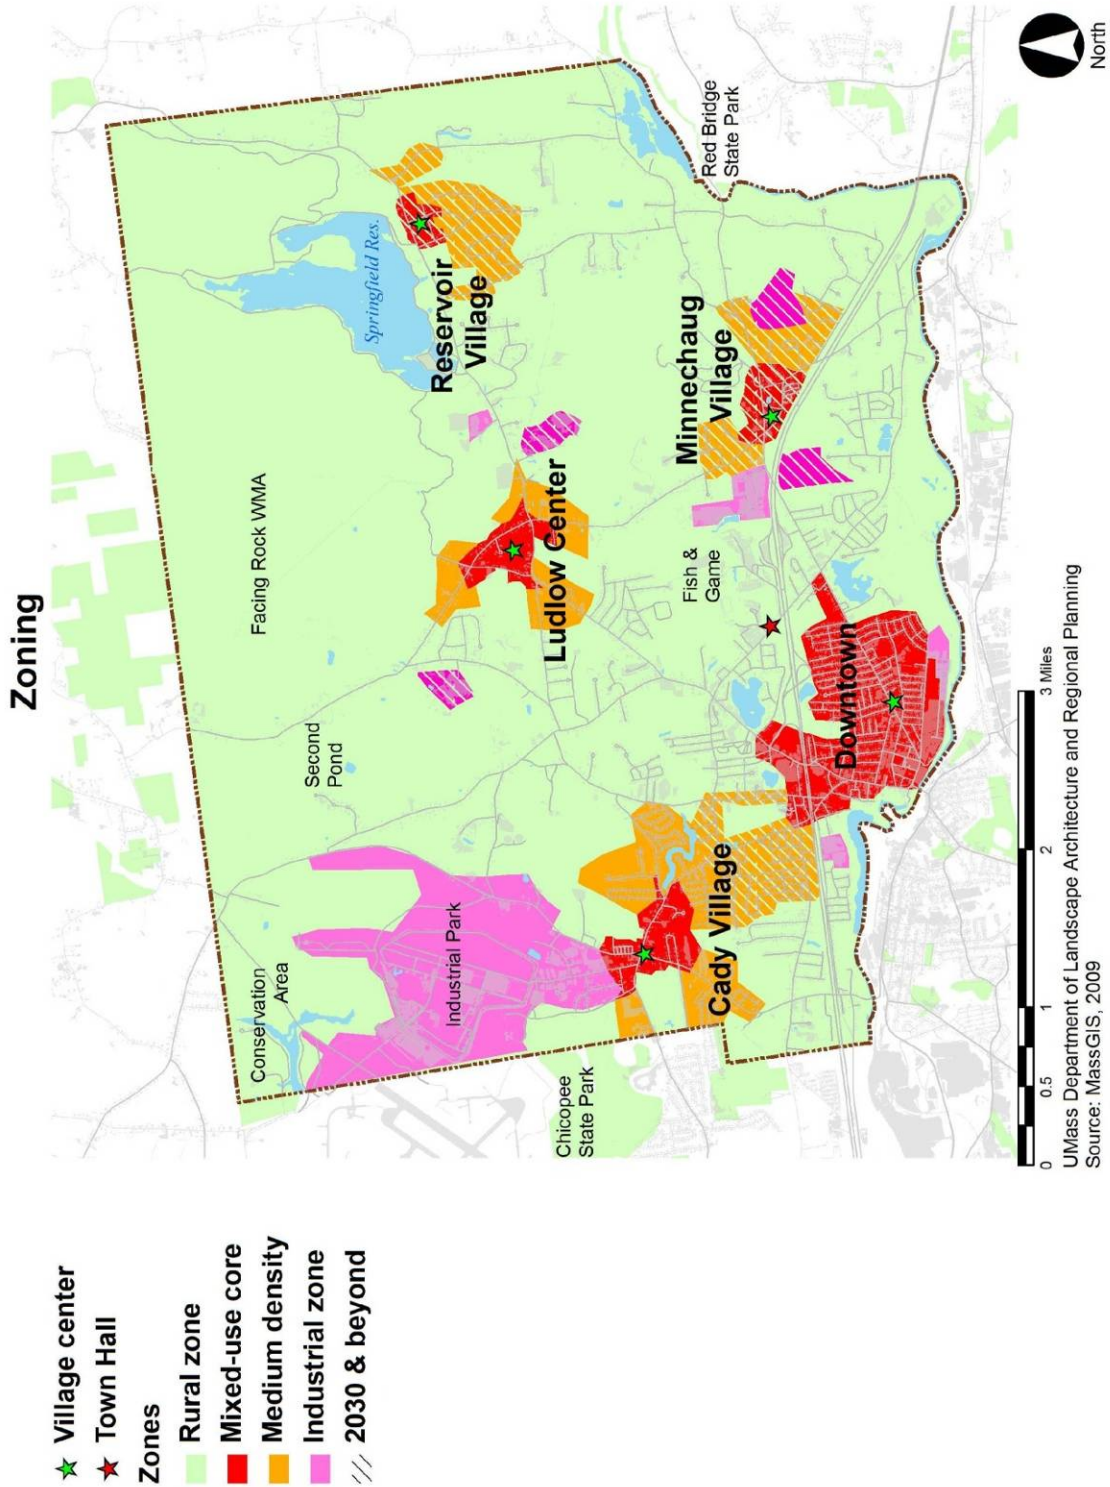 Zoning
Village center
Town Hall
Zones
Rural zone
Mixed-use core
Medium density
Industrial zone
2030 & beyond
Conservation
Area
Second
Pond
Facing Rock WMA
Springfield Res.
Industrial Park
Reservoir
Village
Ludlow Center
Chicopee
State Park
Cady Village
Fish &
Game
Minnechaug
Village
Red Bridge
State Park
Downtown
0
0.5
1
2
3 Miles
UMass Department of Landscape Architecture and Regional Planning
Source: MassGIS, 2009
North